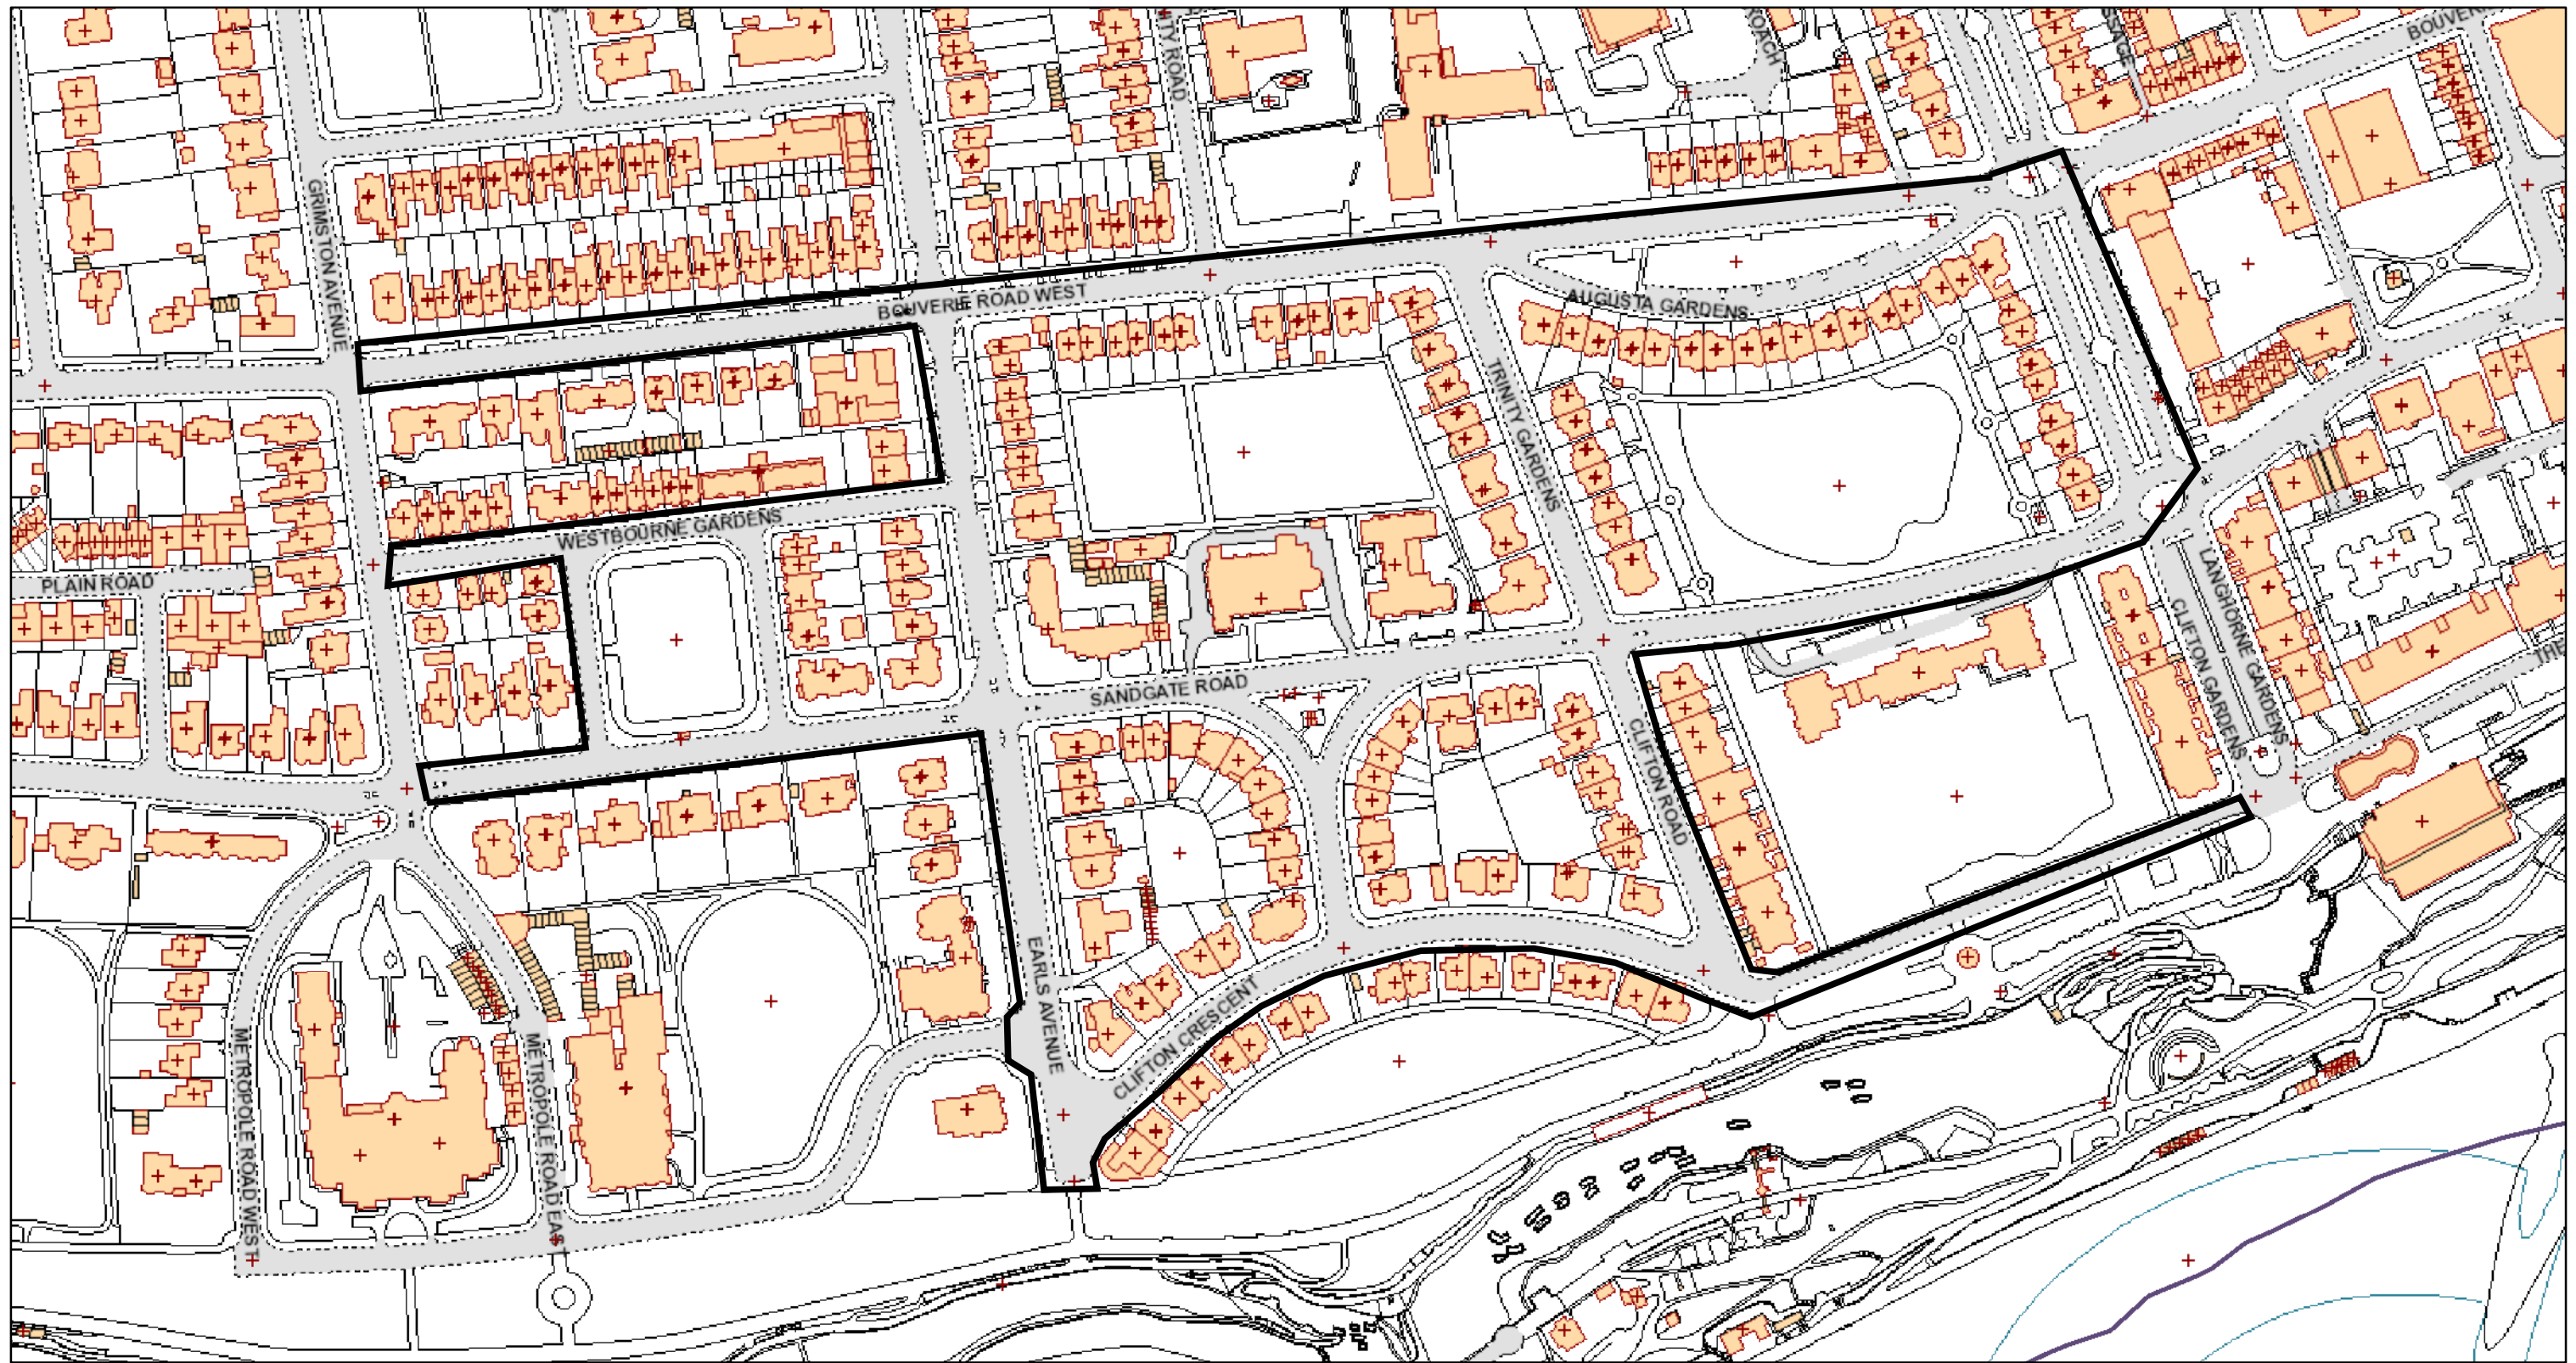 BOUVERIE ROAD WEST
GRIMSTON AVENUE
AUGUSTA GARDENS
TRINITY GARDENS
WESTBOURNE GARDENS
PLAIN ROAD
SANDGATE ROAD
LANGHORNE GARDENS
CLIFTON GARDENS
CLIFTON ROAD
EARLS AVENUE
CLIFTON CRESCENT
METROPOLE ROAD WEST
METROPOLE ROAD EAST